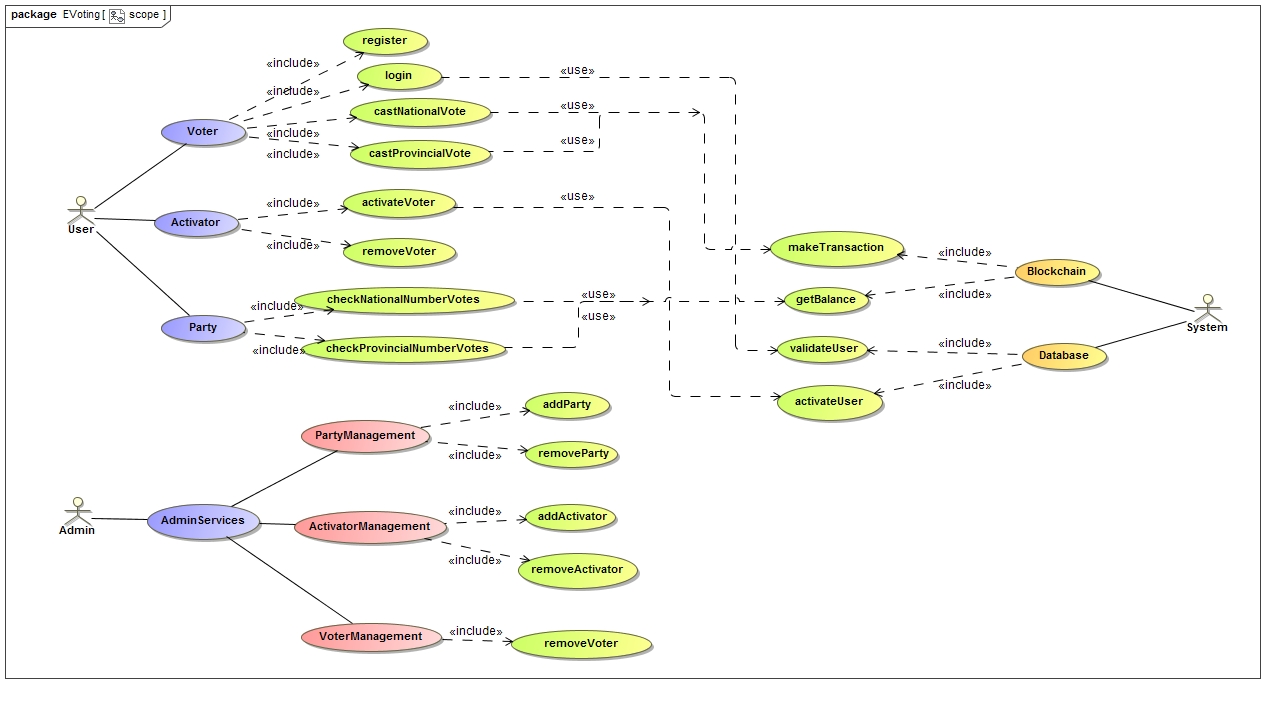 package EVoting [ scope ]
register
«include»
login
«use»
«include»
castNationalVote
«use»
Voter
«include»
«use»
castProvincialVote
«include»
User
«include»
activateVoter
«use»
Activator
«include»
removeVoter
makeTransaction
«include»
Blockchain
checkNationalNumberVotes
«use»
getBalance
«include»
«include»
«use»
Party
System
«include»
checkProvincialNumberVotes
validateUser
«include»
Database
«include»
activateUser
«include»
addParty
PartyManagement
«include»
removeParty
Admin
AdminServices
«include»
addActivator
ActivatorManagement
«include»
removeActivator
VoterManagement
«include»
removeVoter